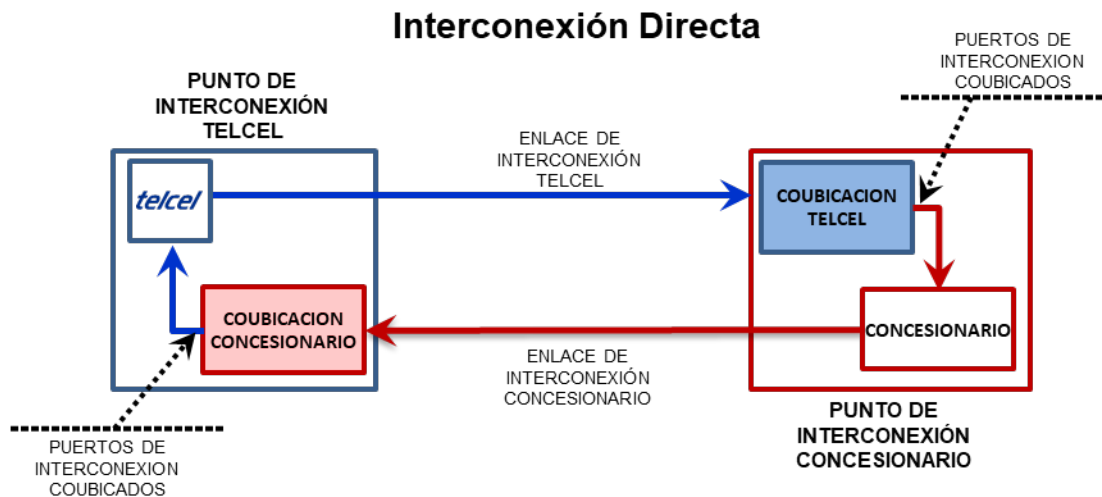 Interconexión Directa
PUERTOS DE
INTERCONEXION
COUBICADOS
PUNTO DE
INTERCONEXIÓN
TELCEL
ENLACE DE
INTERCONEXIÓN
TELCEL
telcel
COUBICACION
TELCEL
COUBICACION
CONCESIONARIO
CONCESIONARIO
ENLACE DE
INTERCONEXIÓN
CONCESIONARIO
PUNTO DE
INTERCONEXIÓN
CONCESIONARIO
PUERTOS DE
INTERCONEXION
COUBICADOS